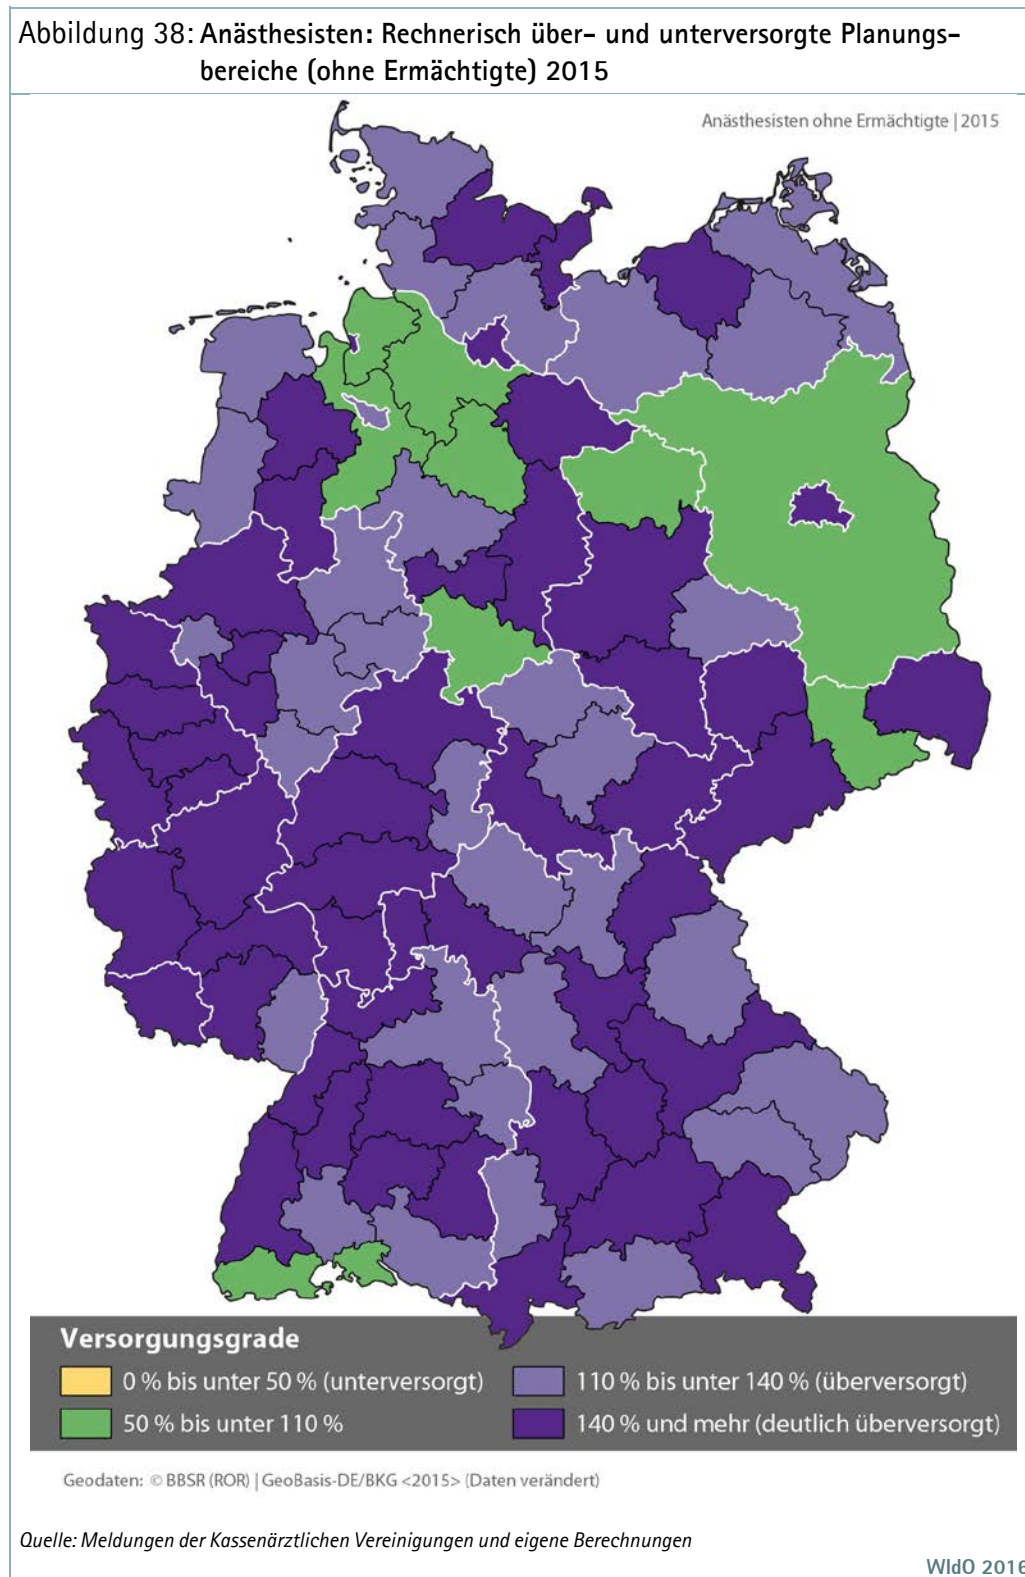 Abbildung 38: Anästhesisten: Rechnerisch über- und unterversorgte Planungs-
bereiche (ohne Ermächtigte) 2015
Anästhesisten ohne Ermächtigte | 2015
Versorgungsgrade
0 % bis unter 50 % (unterversorgt)
110 % bis unter 140 % (überversorgt)
50 % bis unter 110 %
140 % und mehr (deutlich überversorgt)
Geodaten: © BBSR (ROR) | GeoBasis-DE/BKG <2015> (Daten verändert)
Quelle: Meldungen der Kassenärztlichen Vereinigungen und eigene Berechnungen
WIdO 2016